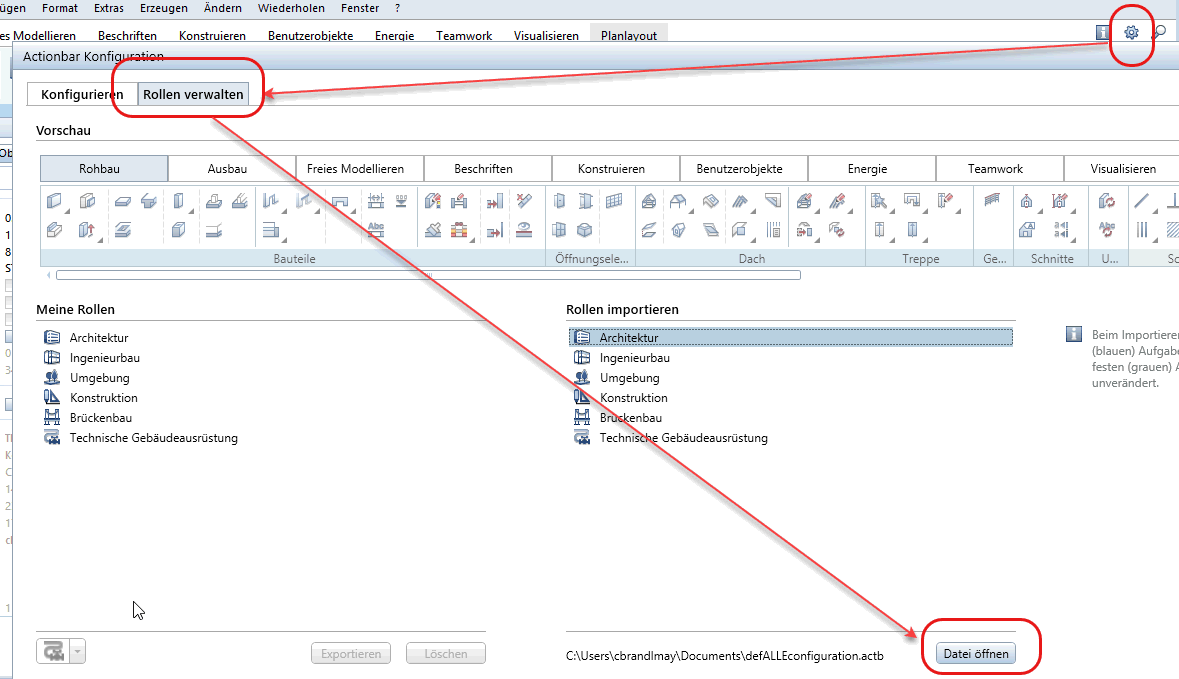 ügen Format Extras Erzeugen Ändern Wiederholen Fenster ?
es Modellieren Beschriften Konstruieren Benutzerobjekte Energie Teamwork Visualisieren Planlayout
Actionbar Konfiguration
Konfigurieren Rollen verwalten
Vorschau
Rohbau Ausbau Freies Modellieren Beschriften Konstruieren Benutzerobjekte Energie Teamwork Visualisieren
Abc
Abc
Bauteile Öffnungsele... Dach Treppe Ge... Schnitte U... Sc
Meine Rollen
Architektur
Ingenieurbau
Umgebung
Konstruktion
Brückenbau
Technische Gebäudeausrüstung
Exportieren Löschen
Rollen importieren
Architektur
Ingenieurbau
Umgebung
Konstruktion
Brückenbau
Technische Gebäudeausrüstung
C:\Users\cbrandlmay\Documents\defALLEconfiguration.actb Datei öffnen
Beim Importieren
(blauen) Aufgabe
festen (grauen) A
unverändert.